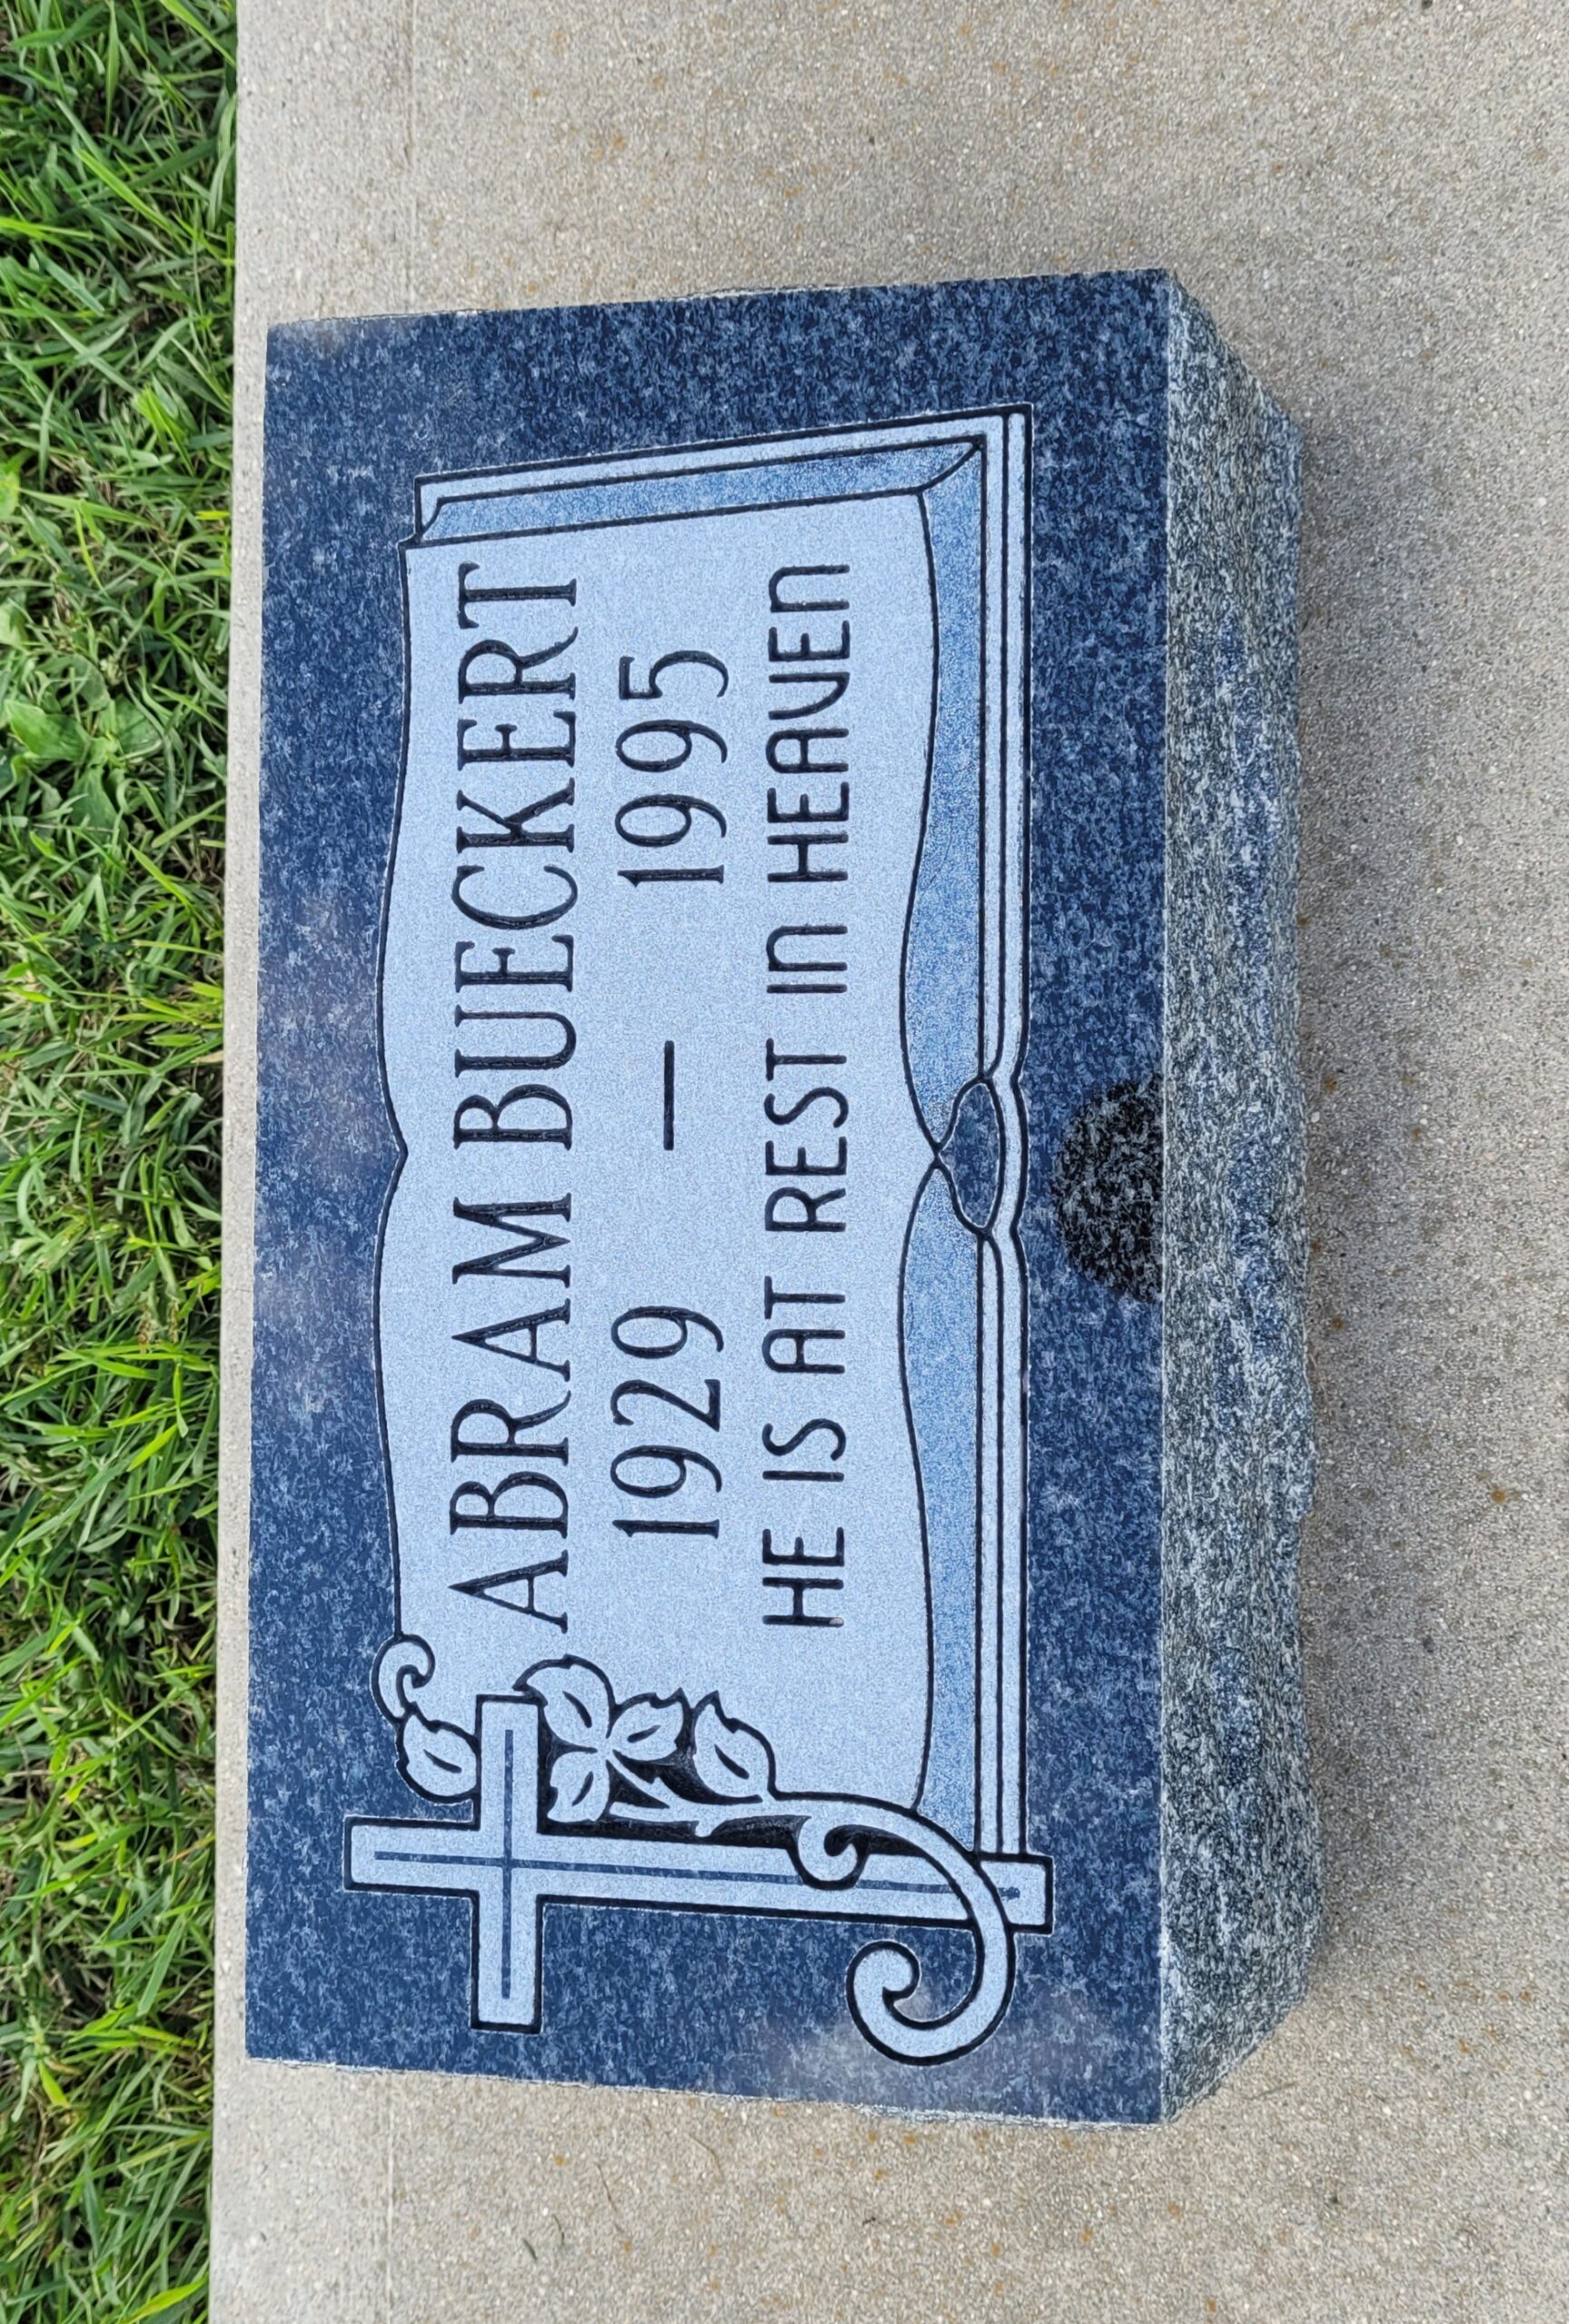 ABRAM BUECKERT
1929 — 1995
HE IS AT REST IN HEAVEN